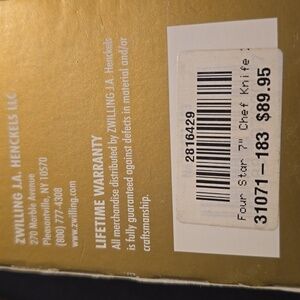 ZWILLING J.A. HENCKELS LLC
270 Marble Avenue
Pleasantville, NY 10570
(800) 777-4308
www.zwilling.com
LIFETIME WARRANTY
All merchandise distributed by ZWILLING J.A. Henckels
is fully guaranteed against defects in material and/or
craftsmanship.
2816429
Four Star 7" Chef Knife
31071-183 $89.95